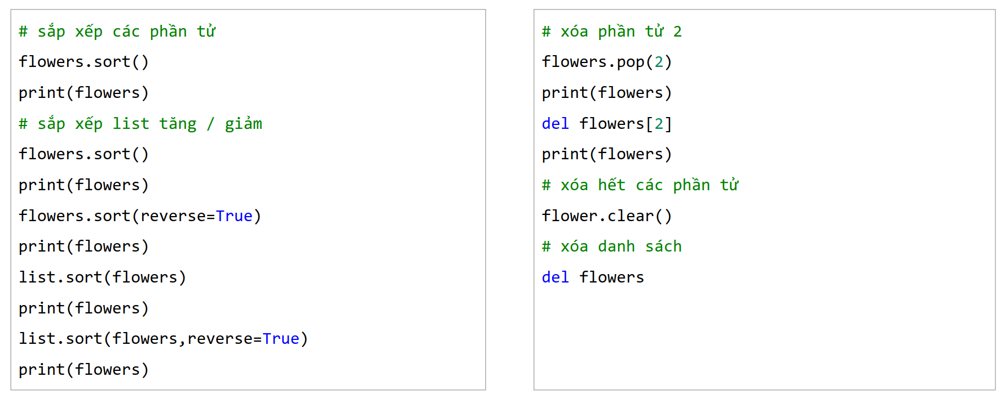 # sắp xếp các phần tử
flowers.sort()
print(flowers)
# sắp xếp list tăng / giảm
flowers.sort()
print(flowers)
flowers.sort(reverse=True)
print(flowers)
list.sort(flowers)
print(flowers)
list.sort(flowers,reverse=True)
print(flowers)
# xóa phần tử 2
flowers.pop(2)
print(flowers)
del flowers[2]
print(flowers)
# xóa hết các phần tử
flower.clear()
# xóa danh sách
del flowers